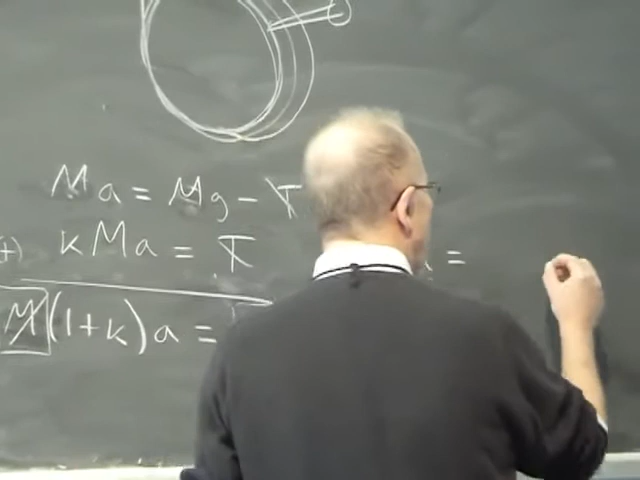 Ma = Mg - T
(+) kMa = T
M(1+k)a =
=